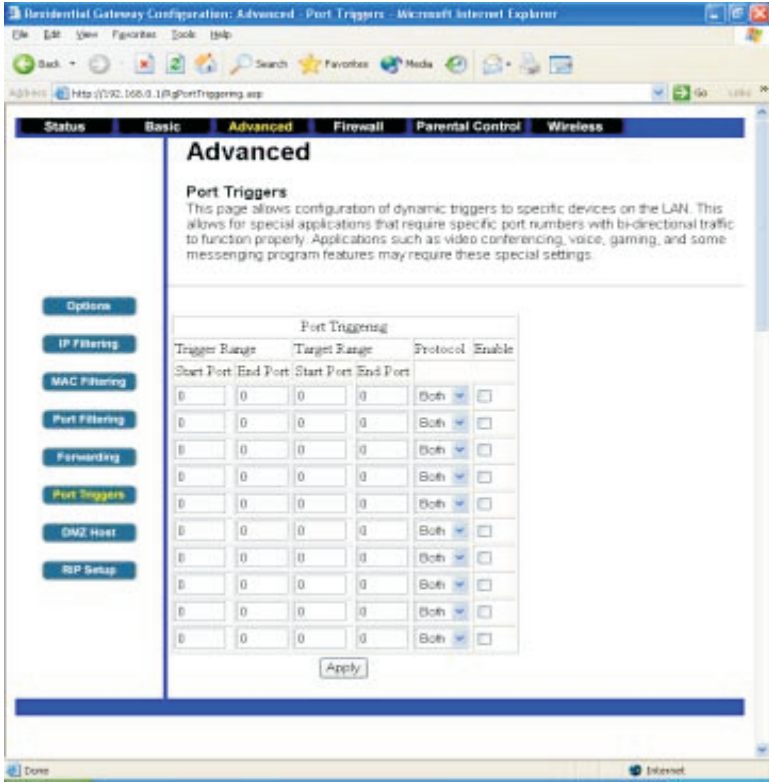 Residential Gateway Configuration: Advanced - Port Triggers - Microsoft Internet Explorer
File Edit View Favorites Tools Help
Back Search Favorites Media
Address http://192.168.0.1/RgPortTriggering.asp Go Links
Status Basic Advanced Firewall Parental Control Wireless
Advanced
Port Triggers
This page allows configuration of dynamic triggers to specific devices on the LAN. This
allows for special applications that require specific port numbers with bi-directional traffic
to function properly. Applications such as video conferencing, voice, gaming, and some
messenging program features may require these special settings.
Options
IP Filtering
MAC Filtering
Port Filtering
Forwarding
Port Triggers
DMZ Host
RIP Setup
Port Triggering
Trigger Range Target Range Protocol Enable
Start Port End Port Start Port End Port
0 0 0 0 Both
0 0 0 0 Both
0 0 0 0 Both
0 0 0 0 Both
0 0 0 0 Both
0 0 0 0 Both
0 0 0 0 Both
0 0 0 0 Both
0 0 0 0 Both
0 0 0 0 Both
Apply
Done Internet